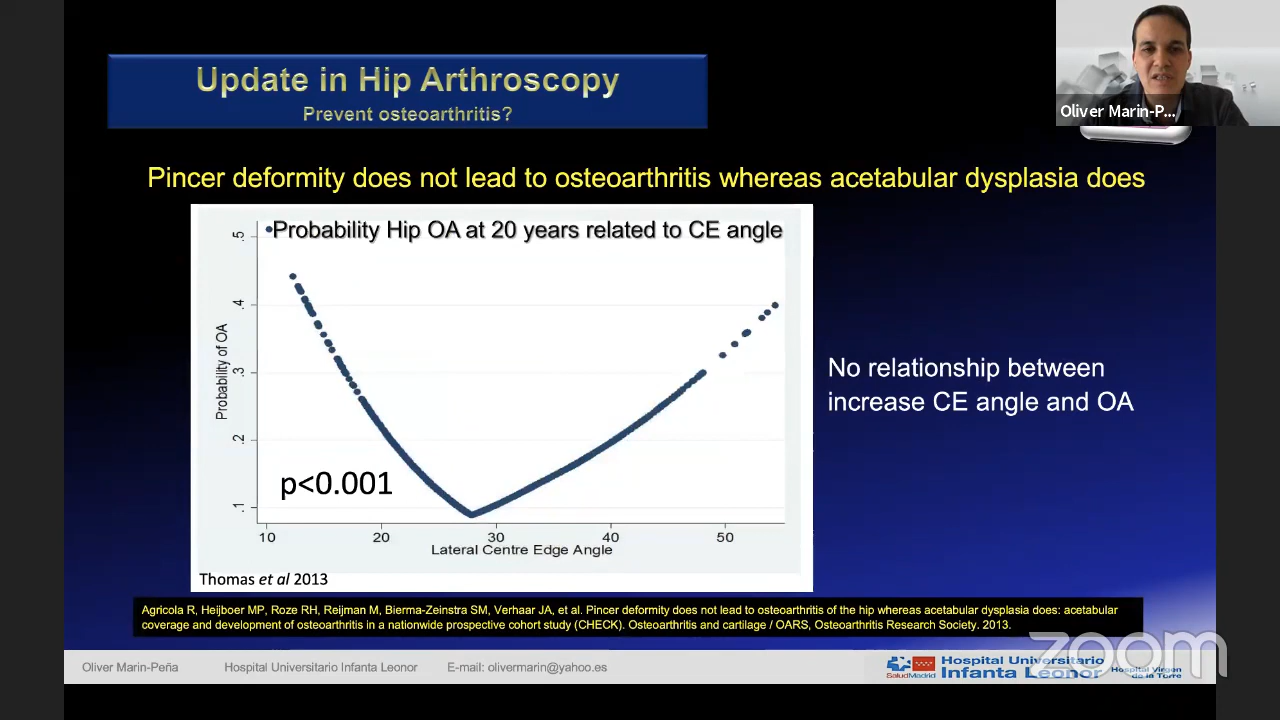 Update in Hip Arthroscopy
Prevent osteoarthritis?
Oliver Marin-P...
Pincer deformity does not lead to osteoarthritis whereas acetabular dysplasia does
•Probability Hip OA at 20 years related to CE angle
.5
.4
.3
.2
.1
Probability of OA
p<0.001
10 20 30 40 50
Lateral Centre Edge Angle
Thomas et al 2013
No relationship between
increase CE angle and OA
Agricola R, Heijboer MP, Roze RH, Reijman M, Bierma-Zeinstra SM, Verhaar JA, et al. Pincer deformity does not lead to osteoarthritis of the hip whereas acetabular dysplasia does: acetabular
coverage and development of osteoarthritis in a nationwide prospective cohort study (CHECK). Osteoarthritis and cartilage / OARS, Osteoarthritis Research Society. 2013.
Oliver Marin-Peña Hospital Universitario Infanta Leonor E-mail: olivermarin@yahoo.es
SaludMadrid
Hospital Universitario
Infanta Leonor
Hospital Virgen
de la Torre
zoom